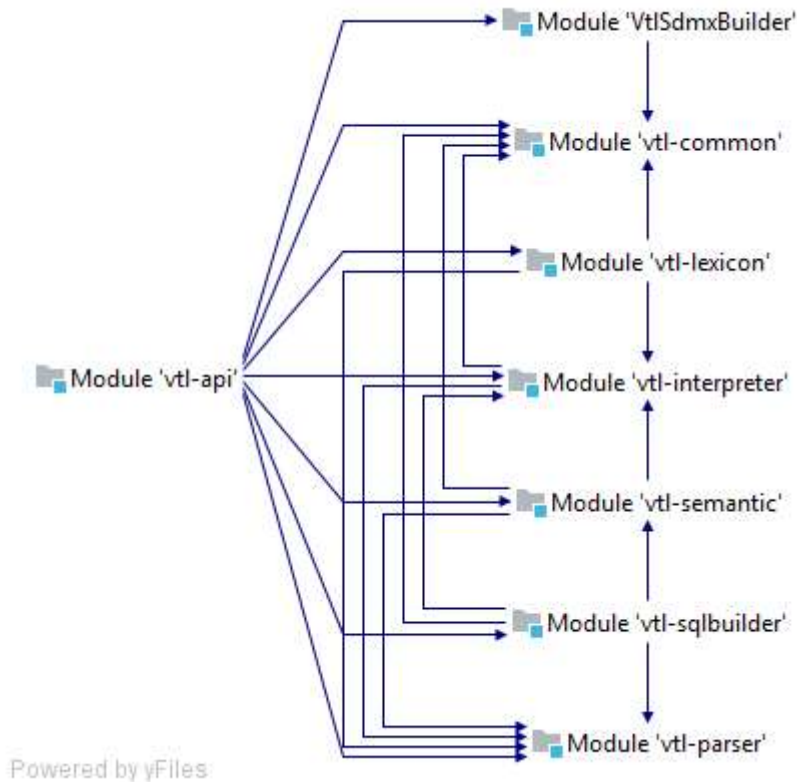 Module 'VtlSdmxBuilder'
Module 'vtl-common'
Module 'vtl-lexicon'
Module 'vtl-api'
Module 'vtl-interpreter'
Module 'vtl-semantic'
Module 'vtl-sqlbuilder'
Module 'vtl-parser'
Powered by yFiles